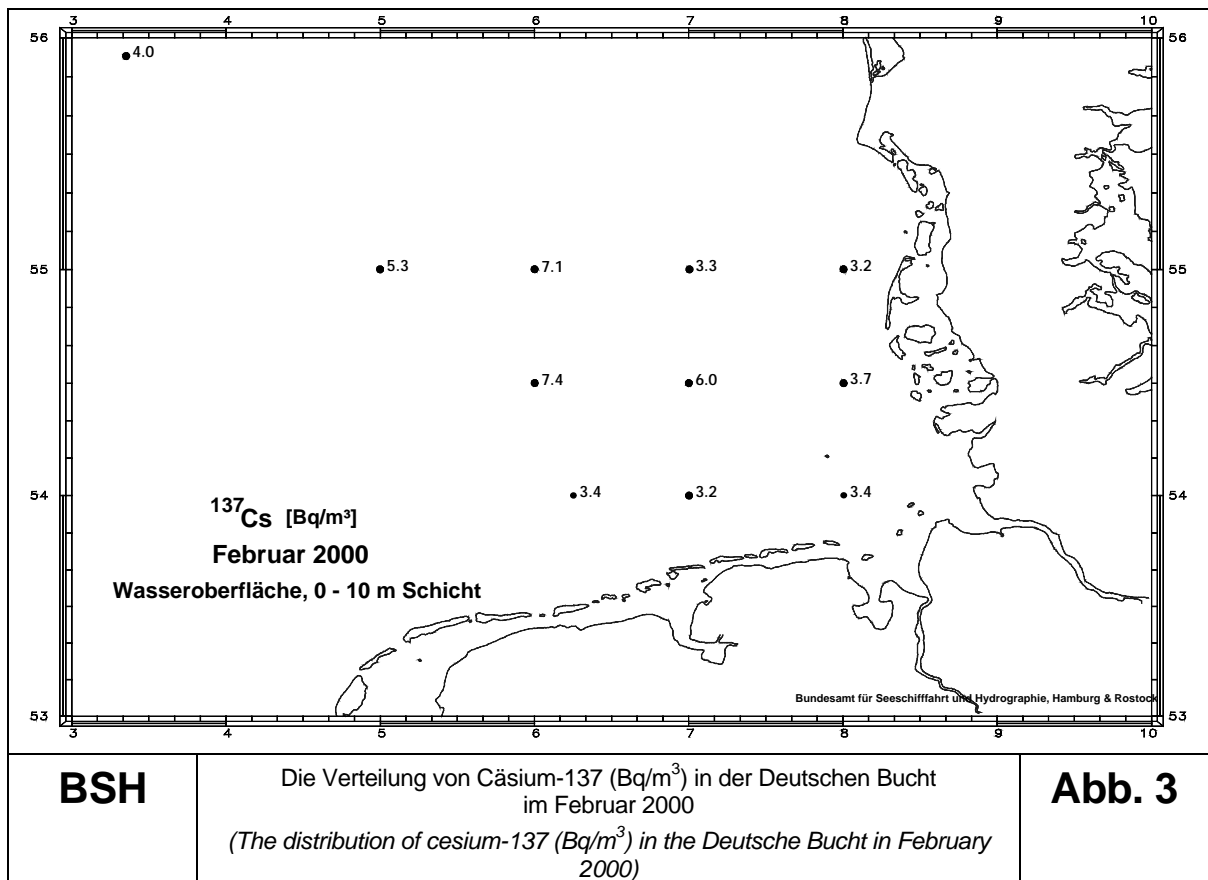 3 4 5 6 7 8 9 10
56 56
4.0
55 5.3 7.1 3.3 3.2 55
7.4 6.0 3.7
54 3.4 3.2 3.4 54
¹³⁷Cs [Bq/m³]
Februar 2000
Wasseroberfläche, 0 - 10 m Schicht
Bundesamt für Seeschifffahrt und Hydrographie, Hamburg & Rostock
53 53
3 4 5 6 7 8 9 10
BSH
Die Verteilung von Cäsium-137 (Bq/m³) in der Deutschen Bucht
im Februar 2000
(The distribution of cesium-137 (Bq/m³) in the Deutsche Bucht in February
2000)
Abb. 3